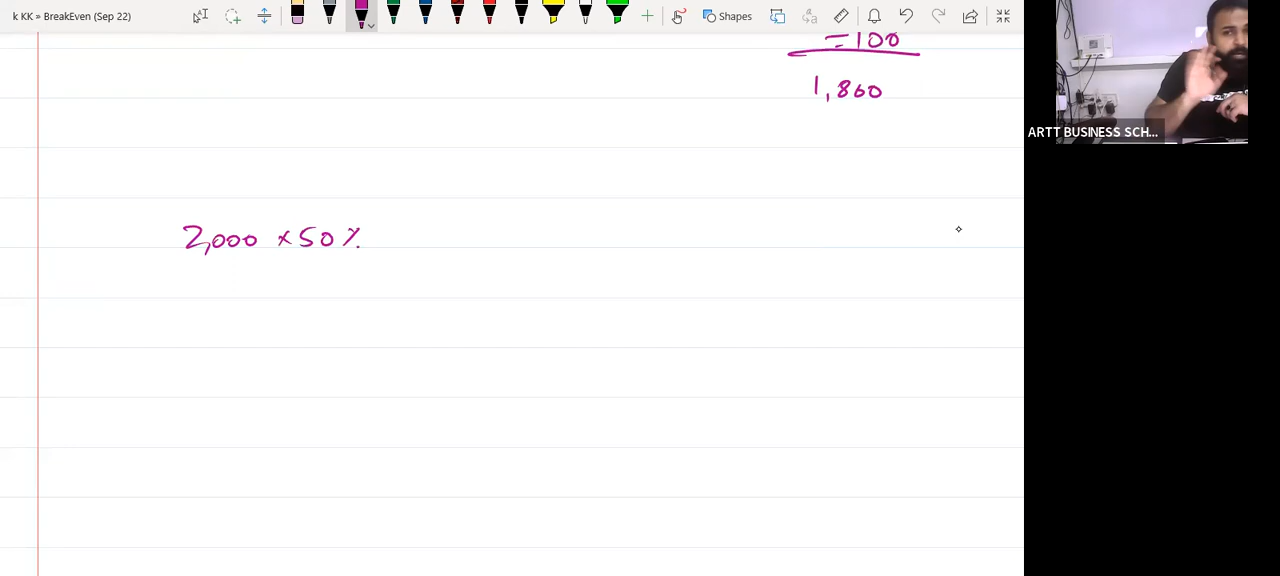 k KK » BreakEven (Sep 22)
Shapes
= 100
1,860
ARTT BUSINESS SCH...
2,000 × 50%